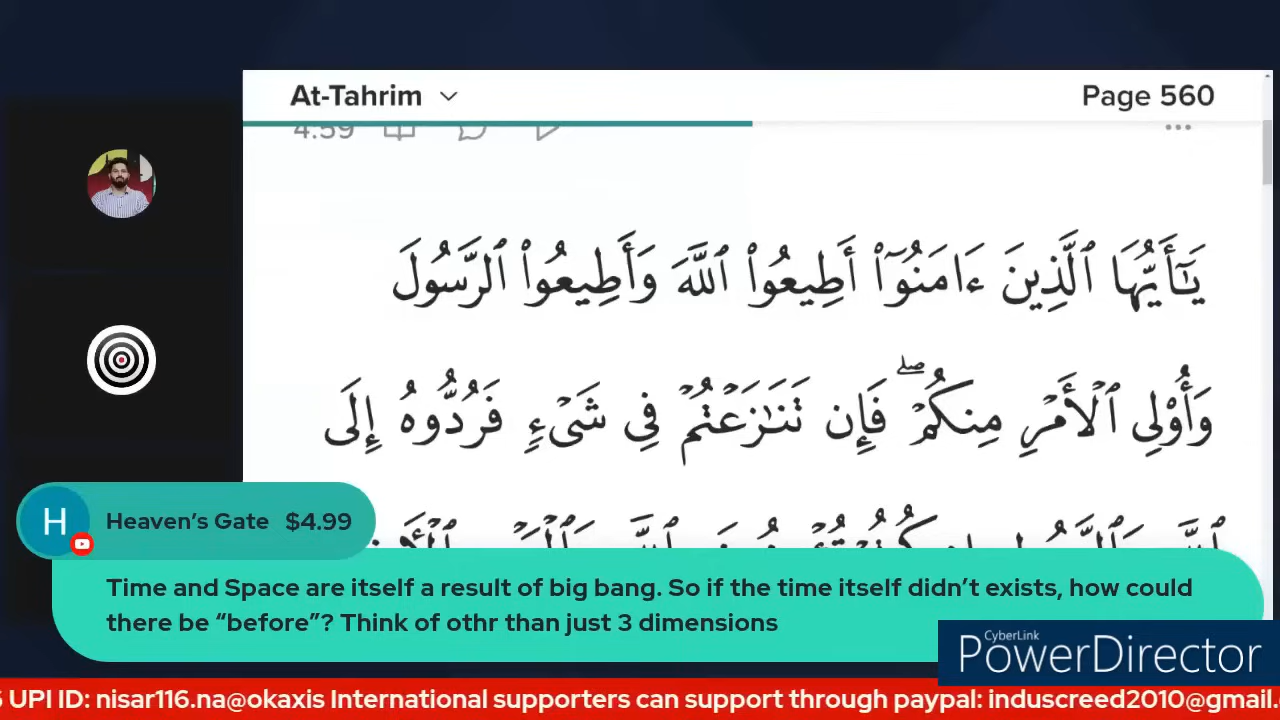 At-Tahrim
Page 560
4:59
يَـٰٓأَيُّهَا ٱلَّذِينَ ءَامَنُوٓا۟ أَطِيعُوا۟ ٱللَّهَ وَأَطِيعُوا۟ ٱلرَّسُولَ
وَأُو۟لِى ٱلْأَمْرِ مِنكُمْ ۖ فَإِن تَنَـٰزَعْتُمْ فِى شَىْءٍ فَرُدُّوهُ إِلَى
H
Heaven’s Gate $4.99
Time and Space are itself a result of big bang. So if the time itself didn’t exists, how could
there be “before”? Think of othr than just 3 dimensions
CyberLink
PowerDirector
UPI ID: nisar116.na@okaxis International supporters can support through paypal: induscreed2010@gmail.